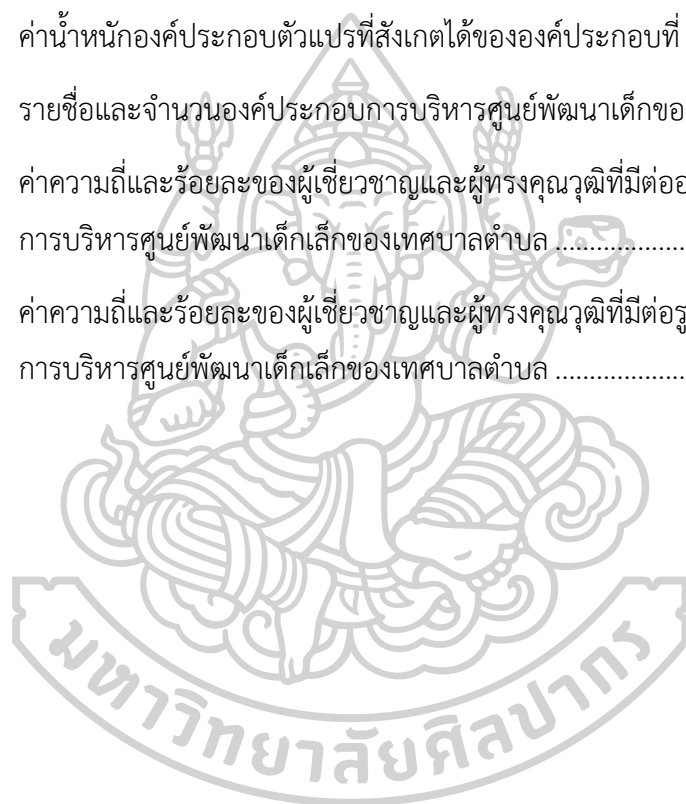 ค่าน้ำหนักองค์ประกอบตัวแปรที่สังเกตได้ขององค์ประกอบที่
รายชื่อและจำนวนองค์ประกอบการบริหารศูนย์พัฒนาเด็กขอ
ค่าความถี่และร้อยละของผู้เชี่ยวชาญและผู้ทรงคุณวุฒิที่มีต่ออ
การบริหารศูนย์พัฒนาเด็กเล็กของเทศบาลตำบล ...................
ค่าความถี่และร้อยละของผู้เชี่ยวชาญและผู้ทรงคุณวุฒิที่มีต่อรู
การบริหารศูนย์พัฒนาเด็กเล็กของเทศบาลตำบล ...................
มหาวิทยาลัยศิลปากร